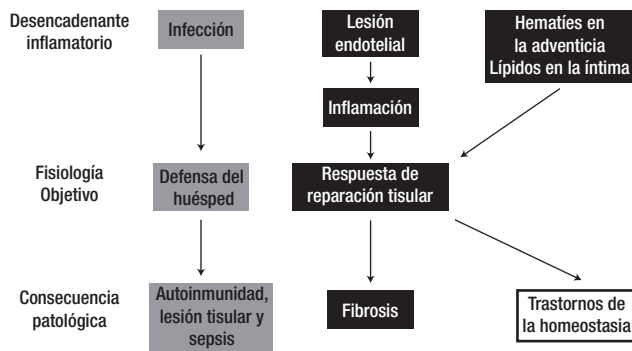 Desencadenante
inflamatorio
Infección
Lesión
endotelial
Hematíes en
la adventicia
Lípidos en la íntima
Inflamación
Fisiología
Objetivo
Defensa del
huésped
Respuesta de
reparación tisular
Consecuencia
patológica
Autoinmunidad,
lesión tisular y
sepsis
Fibrosis
Trastornos de
la homeostasia